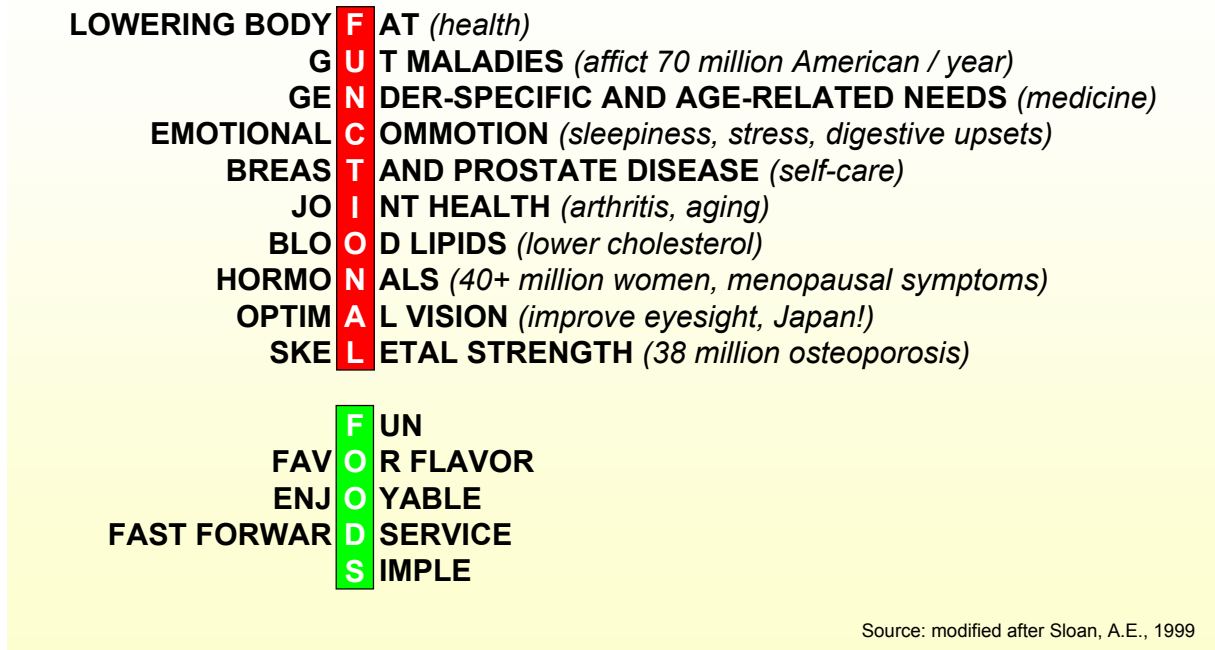 LOWERING BODY FAT (health)
GUT MALADIES (affict 70 million American / year)
GENDER-SPECIFIC AND AGE-RELATED NEEDS (medicine)
EMOTIONAL COMMOTION (sleepiness, stress, digestive upsets)
BREAST AND PROSTATE DISEASE (self-care)
JOINT HEALTH (arthritis, aging)
BLOOD LIPIDS (lower cholesterol)
HORMONALS (40+ million women, menopausal symptoms)
OPTIMAL VISION (improve eyesight, Japan!)
SKELETAL STRENGTH (38 million osteoporosis)
FUN
FAVOR FLAVOR
ENJOYABLE
FAST FORWARD SERVICE
SIMPLE
Source: modified after Sloan, A.E., 1999